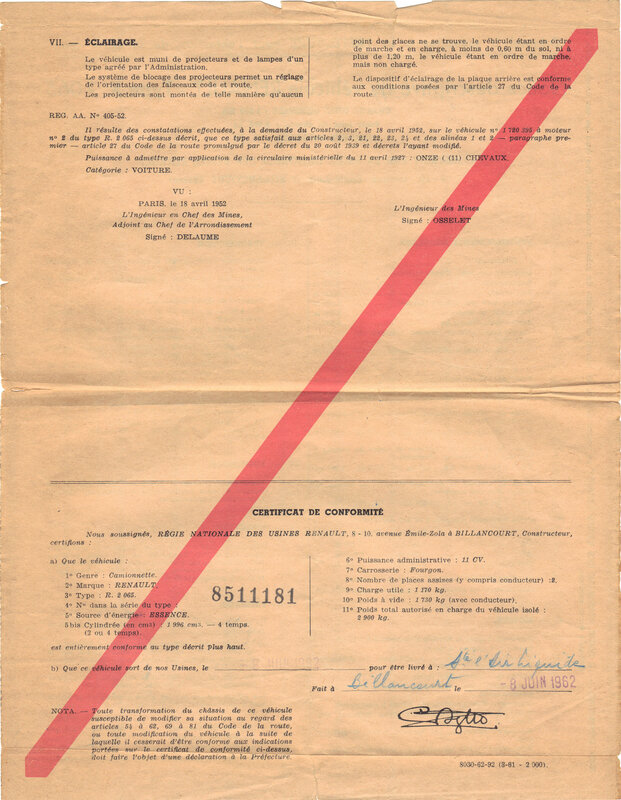 VII. — ÉCLAIRAGE.
Le véhicule est muni de projecteurs et de lampes d'un
type agréé par l'Administration.
Le système de blocage des projecteurs permet un réglage
de l'orientation des faisceaux code et route.
Les projecteurs sont montés de telle manière qu'aucun
point des glaces ne se trouve, le véhicule étant en ordre
de marche et en charge, à moins de 0,60 m du sol, ni à
plus de 1,20 m, le véhicule étant en ordre de marche,
mais non chargé.
Le dispositif d'éclairage de la plaque arrière est conforme
aux conditions posées par l'article 27 du Code de la
route
REG. AA. N° 405-52.
Il résulte des constatations effectuées, à la demande du Constructeur, le 18 avril 1952, sur le véhicule n° 1 720 395 à moteur
n° 2 du type R. 2 065 ci-dessus décrit, que ce type satisfait aux articles 2, 3, 21, 22, 23, 24 et des alinéas 1 et 2 — paragraphe pre-
mier — article 27 du Code de la route promulgué par le décret du 20 août 1939 et décrets l'ayant modifié.
Puissance à admettre par application de la circulaire ministérielle du 11 avril 1927 : ONZE ( (11) CHEVAUX.
Catégorie : VOITURE.
VU :
PARIS, le 18 avril 1952
L'Ingénieur en Chef des Mines,
Adjoint au Chef de l'Arrondissement
Signé : DELAUME
L'Ingénieur des Mines
Signé : OSSELET
CERTIFICAT DE CONFORMITÉ
Nous soussignés, RÉGIE NATIONALE DES USINES RENAULT, 8 - 10, avenue Émile-Zola à BILLANCOURT, Constructeur,
certifions :
a) Que le véhicule :
1° Genre : Camionnette.
2° Marque : RENAULT.
3° Type : R. 2 065.
4° N° dans la série du type : 8511181
5° Source d'énergie : ESSENCE.
5 bis Cylindrée (en cm3) : 1 996 cm3. — 4 temps.
(2 ou 4 temps).
est entièrement conforme au type décrit plus haut.
6° Puissance administrative : 11 CV.
7° Carrosserie : Fourgon.
8° Nombre de places assises (y compris conducteur) : 2.
9° Charge utile : 1 170 kg.
10° Poids à vide : 1 730 kg (avec conducteur).
11° Poids total autorisé en charge du véhicule isolé :
2 900 kg.
b) Que ce véhicule sort de nos Usines, le pour être livré à : Sté l'Air Liquide
Fait à Billancourt le - 8 JUIN 1962
NOTA. — Toute transformation du châssis de ce véhicule
susceptible de modifier sa situation au regard des
articles 54 à 62, 69 à 81 du Code de la route,
ou toute modification du véhicule à la suite de
laquelle il cesserait d'être conforme aux indications
portées sur le certificat de conformité ci-dessus,
doit faire l'objet d'une déclaration à la Préfecture.
8030-62-92 (3-61 - 2 000).